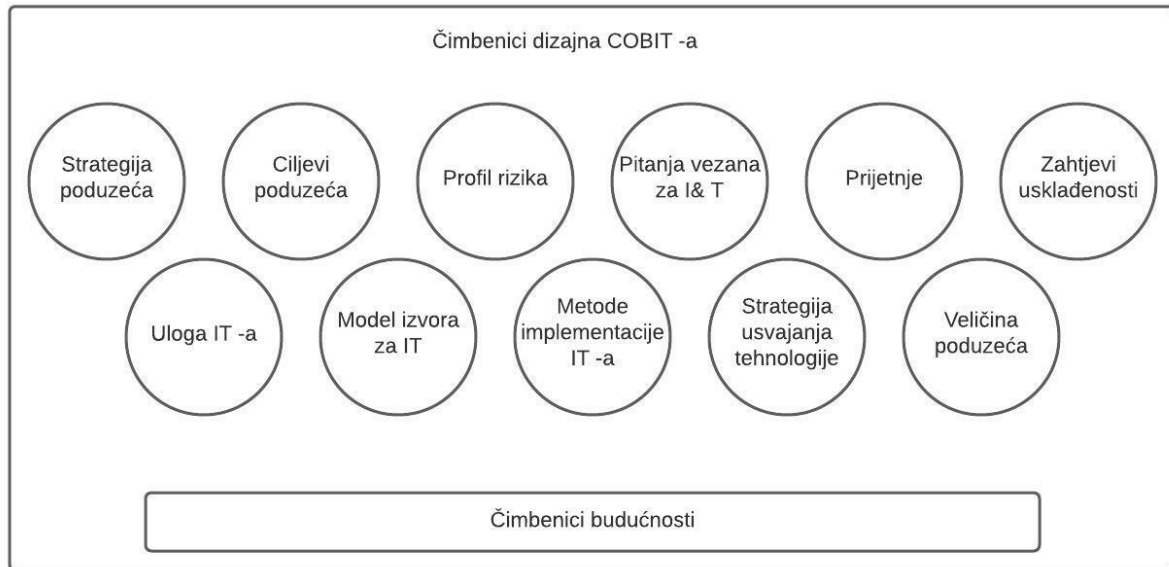 Čimbenici dizajna COBIT -a
Strategija
poduzeća
Ciljevi
poduzeća
Profil rizika
Pitanja vezana
za I& T
Prijetnje
Zahtjevi
usklađenosti
Uloga IT -a
Model izvora
za IT
Metode
implementacije
IT -a
Strategija
usvajanja
tehnologije
Veličina
poduzeća
Čimbenici budućnosti